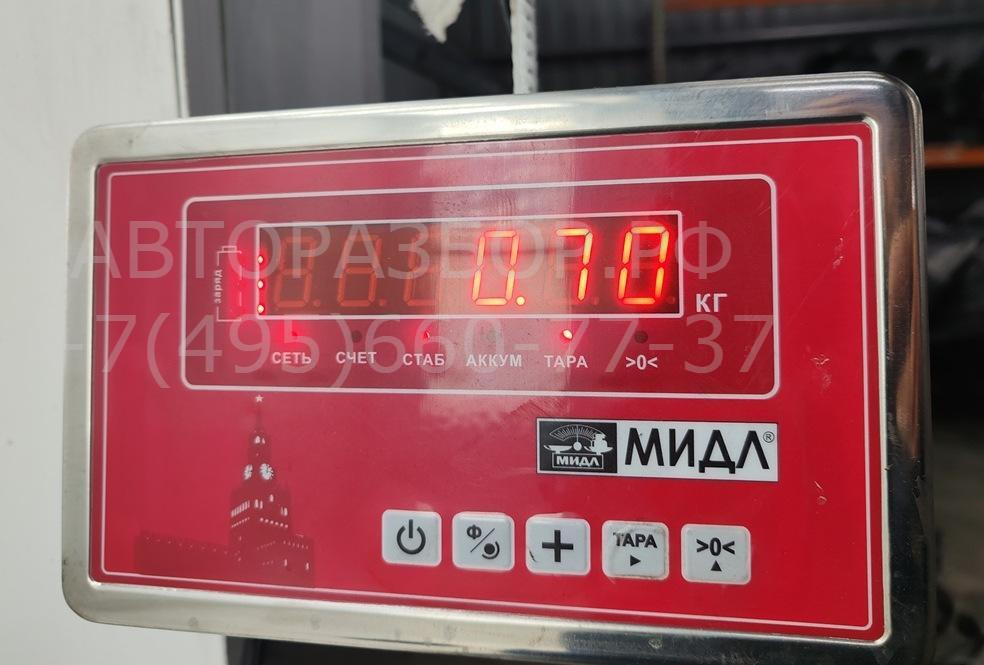 АВТОРАЗБОР.РФ
+7(495)660-77-37
заряд
0.70
КГ
СЕТЬ СЧЕТ СТАБ АККУМ ТАРА >0<
МИДЛ
МИДЛ®
Ф
+
ТАРА
>0<